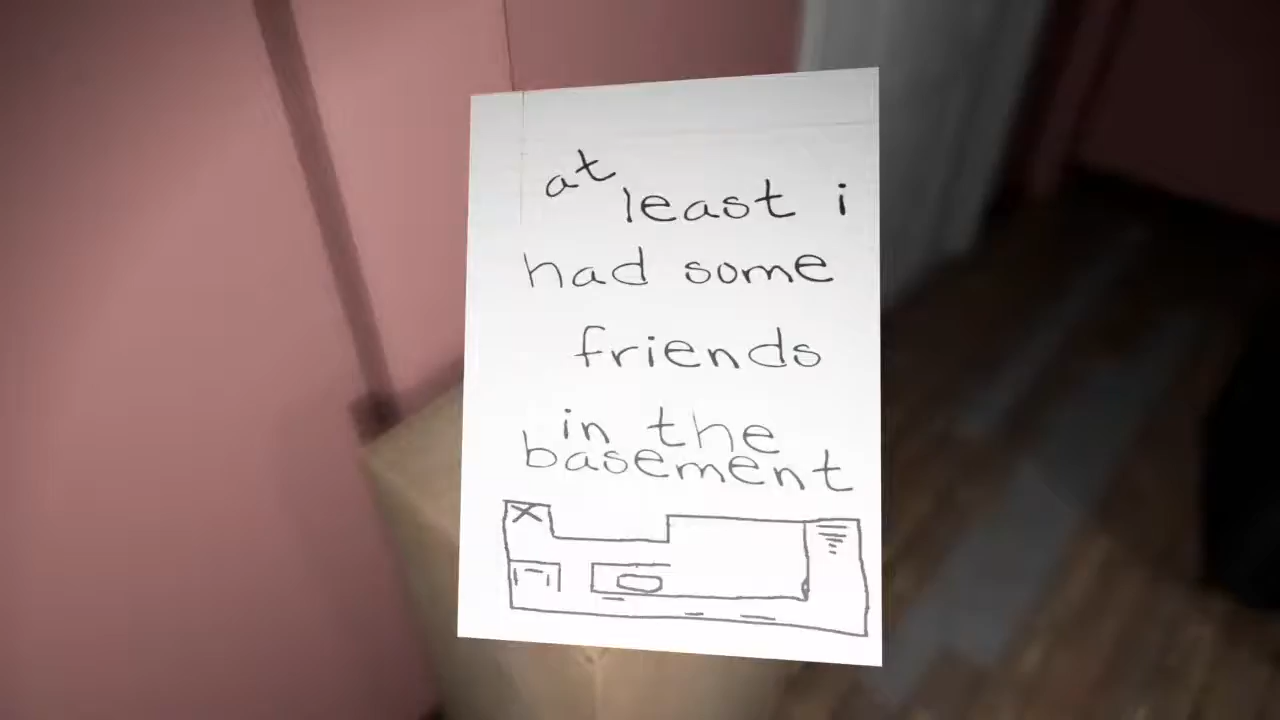 at least i
had some
friends
in the
basement